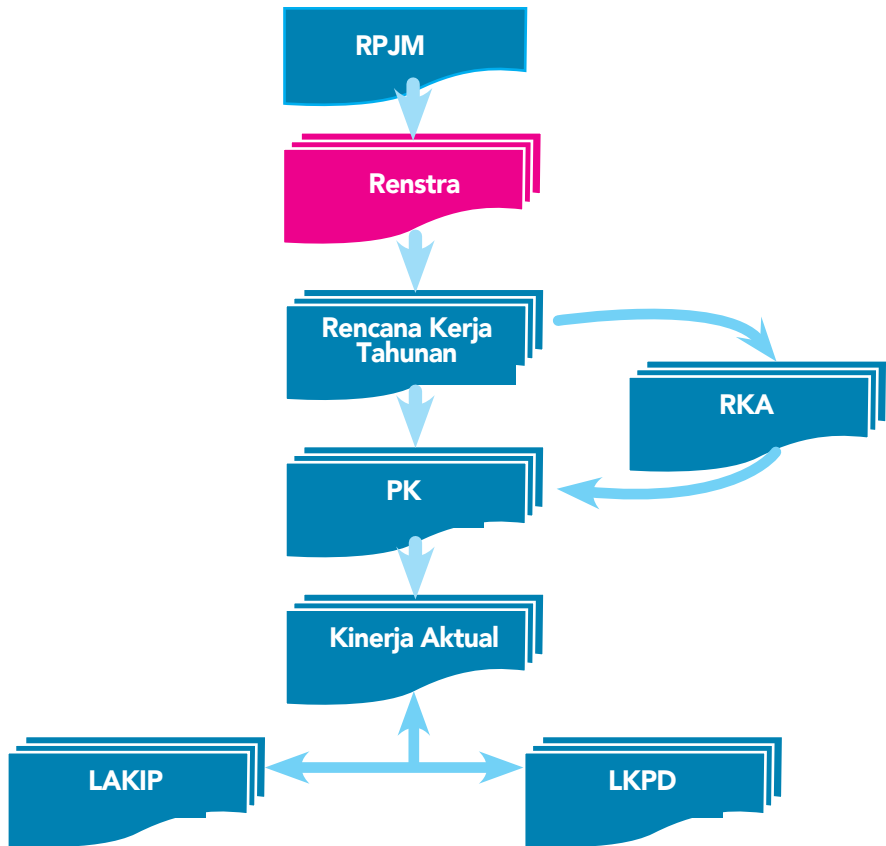 RPJM
Renstra
Rencana Kerja
Tahunan
RKA
PK
Kinerja Aktual
LAKIP
LKPD